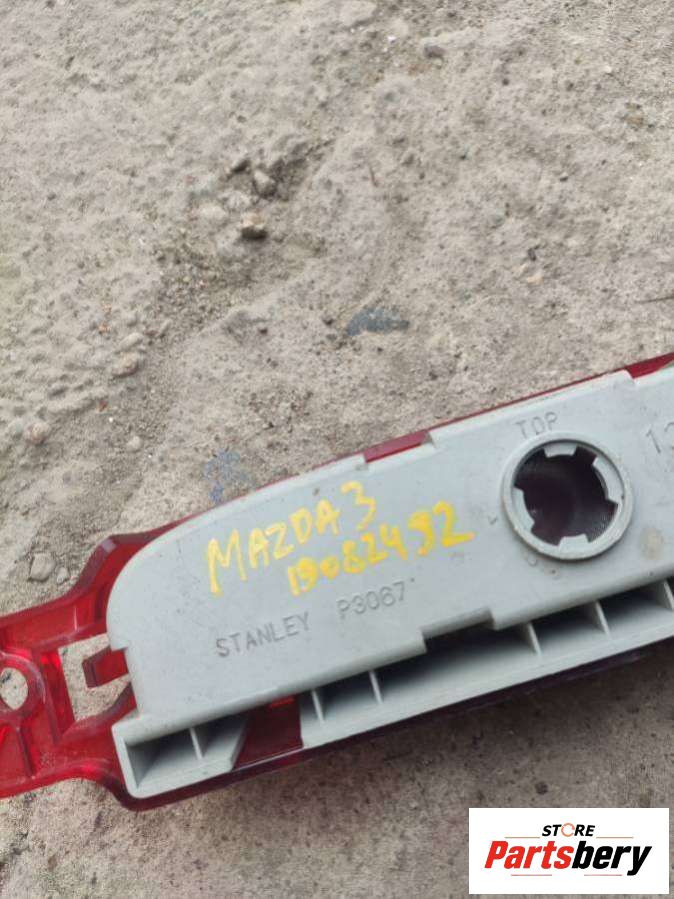 TOP
MAZDA 3
19082492
STANLEY P3067
STORE
Partsbery